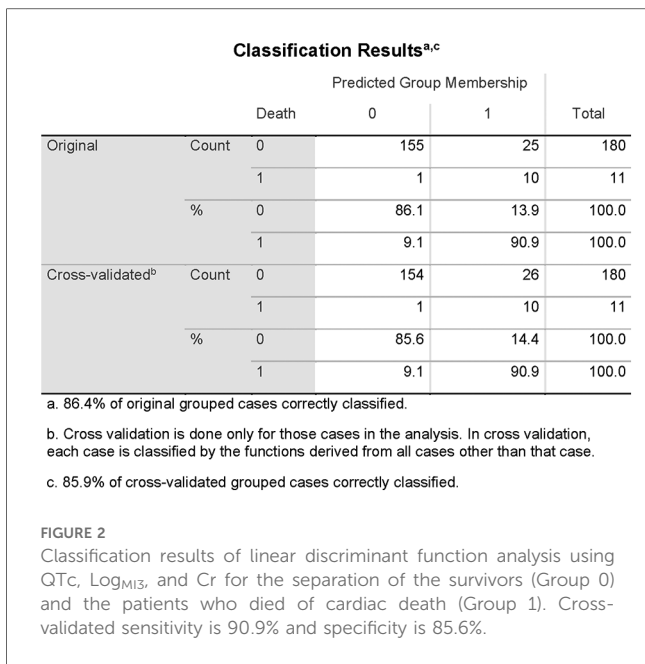 Classification Results^a,c
Predicted Group Membership
Death 0 1 Total
Original Count 0 155 25 180
1 1 10 11
% 0 86.1 13.9 100.0
1 9.1 90.9 100.0
Cross-validated^b Count 0 154 26 180
1 1 10 11
% 0 85.6 14.4 100.0
1 9.1 90.9 100.0
a. 86.4% of original grouped cases correctly classified.
b. Cross validation is done only for those cases in the analysis. In cross validation,
each case is classified by the functions derived from all cases other than that case.
c. 85.9% of cross-validated grouped cases correctly classified.
FIGURE 2
Classification results of linear discriminant function analysis using
QTc, Log_MI3, and Cr for the separation of the survivors (Group 0)
and the patients who died of cardiac death (Group 1). Cross-
validated sensitivity is 90.9% and specificity is 85.6%.